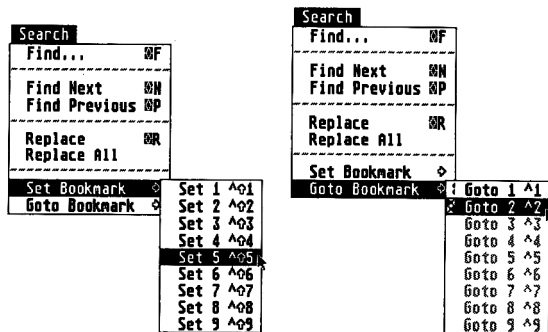 Search
Find... ⌘F
Find Next ⌘N
Find Previous ⌘P
Replace ⌘R
Replace All
Set Bookmark
Goto Bookmark
Set 1 ^⇧1
Set 2 ^⇧2
Set 3 ^⇧3
Set 4 ^⇧4
Set 5 ^⇧5
Set 6 ^⇧6
Set 7 ^⇧7
Set 8 ^⇧8
Set 9 ^⇧9
Search
Find... ⌘F
Find Next ⌘N
Find Previous ⌘P
Replace ⌘R
Replace All
Set Bookmark
Goto Bookmark
Goto 1 ^1
Goto 2 ^2
Goto 3 ^3
Goto 4 ^4
Goto 5 ^5
Goto 6 ^6
Goto 7 ^7
Goto 8 ^8
Goto 9 ^9